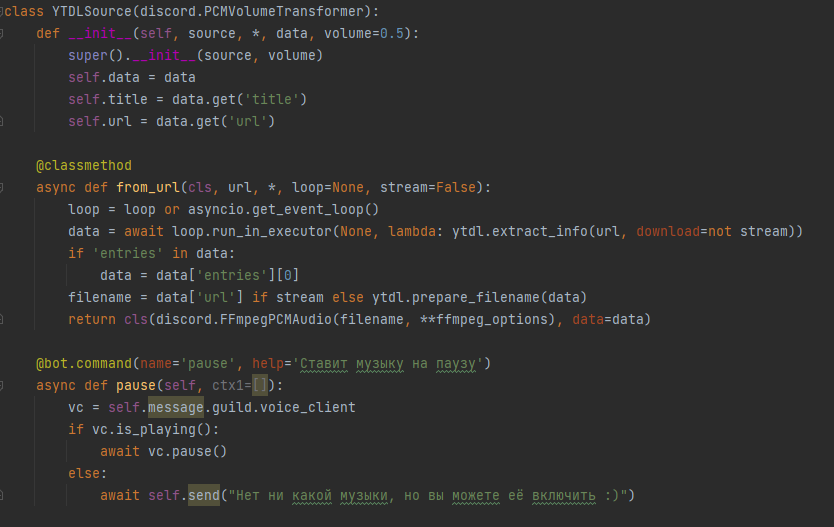 class YTDLSource(discord.PCMVolumeTransformer):
    def __init__(self, source, *, data, volume=0.5):
        super().__init__(source, volume)
        self.data = data
        self.title = data.get('title')
        self.url = data.get('url')

    @classmethod
    async def from_url(cls, url, *, loop=None, stream=False):
        loop = loop or asyncio.get_event_loop()
        data = await loop.run_in_executor(None, lambda: ytdl.extract_info(url, download=not stream))
        if 'entries' in data:
            data = data['entries'][0]
        filename = data['url'] if stream else ytdl.prepare_filename(data)
        return cls(discord.FFmpegPCMAudio(filename, **ffmpeg_options), data=data)

    @bot.command(name='pause', help='Ставит музыку на паузу')
    async def pause(self, ctx1=[]):
        vc = self.message.guild.voice_client
        if vc.is_playing():
            await vc.pause()
        else:
            await self.send("Нет ни какой музыки, но вы можете её включить :)")